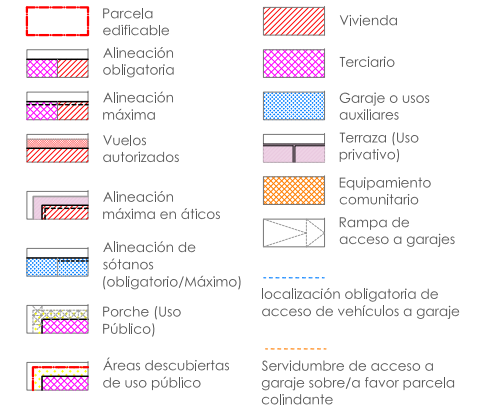 Parcela
edificable
Alineación
obligatoria
Alineación
máxima
Vuelos
autorizados
Alineación
máxima en áticos
Alineación de
sótanos
(obligatorio/Máximo)
Porche (Uso
Público)
Áreas descubiertas
de uso público
Vivienda
Terciario
Garaje o usos
auxiliares
Terraza (Uso
privativo)
Equipamiento
comunitario
Rampa de
acceso a garajes
localización obligatoria de
acceso de vehículos a garaje
Servidumbre de acceso a
garaje sobre/a favor parcela
colindante